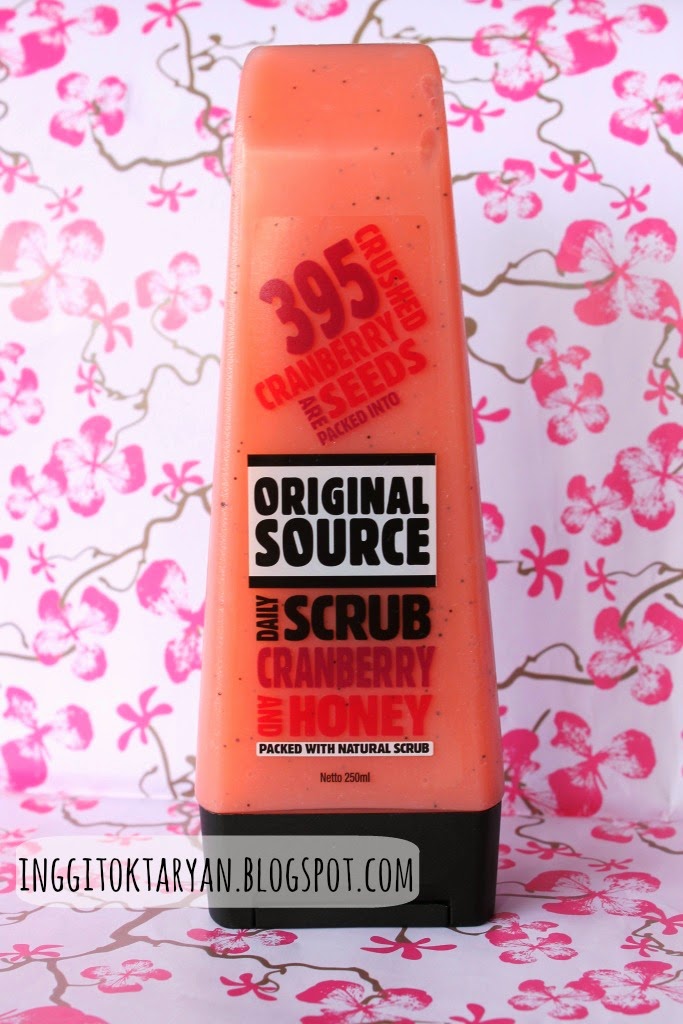 395
CRUSHED
CRANBERRY
SEEDS
ARE
PACKED INTO
ORIGINAL
SOURCE
DAILY
SCRUB
CRANBERRY
AND
HONEY
PACKED WITH NATURAL SCRUB
Netto 250ml
INGGITOKTARYAN.BLOGSPOT.COM